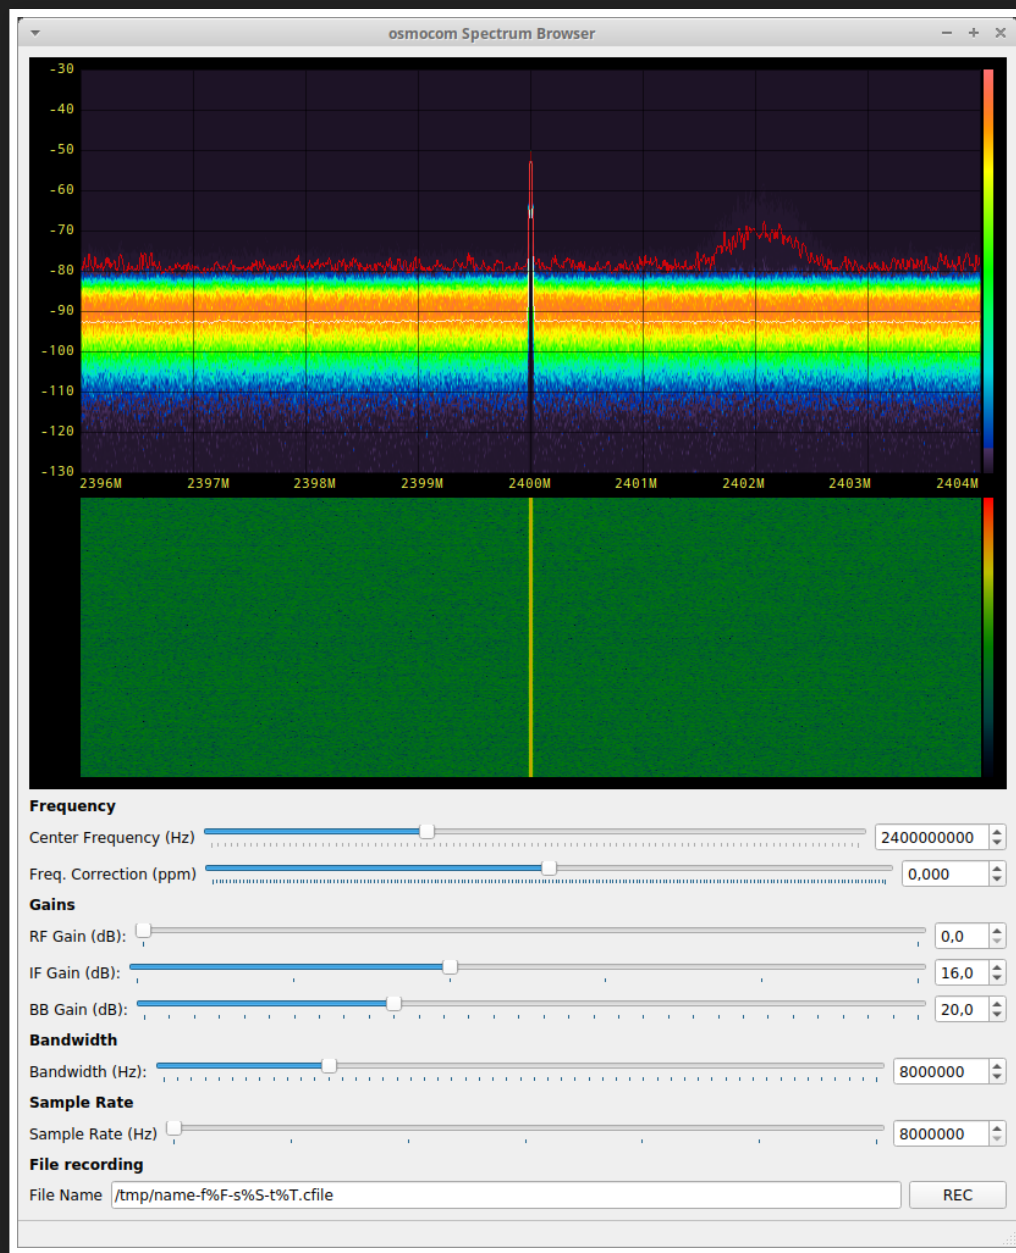 osmocom Spectrum Browser
-30
-40
-50
-60
-70
-80
-90
-100
-110
-120
-130
2396M 2397M 2398M 2399M 2400M 2401M 2402M 2403M 2404M
Frequency
Center Frequency (Hz) 2400000000
Freq. Correction (ppm) 0,000
Gains
RF Gain (dB): 0,0
IF Gain (dB): 16,0
BB Gain (dB): 20,0
Bandwidth
Bandwidth (Hz): 8000000
Sample Rate
Sample Rate (Hz) 8000000
File recording
File Name /tmp/name-f%F-s%S-t%T.cfile REC